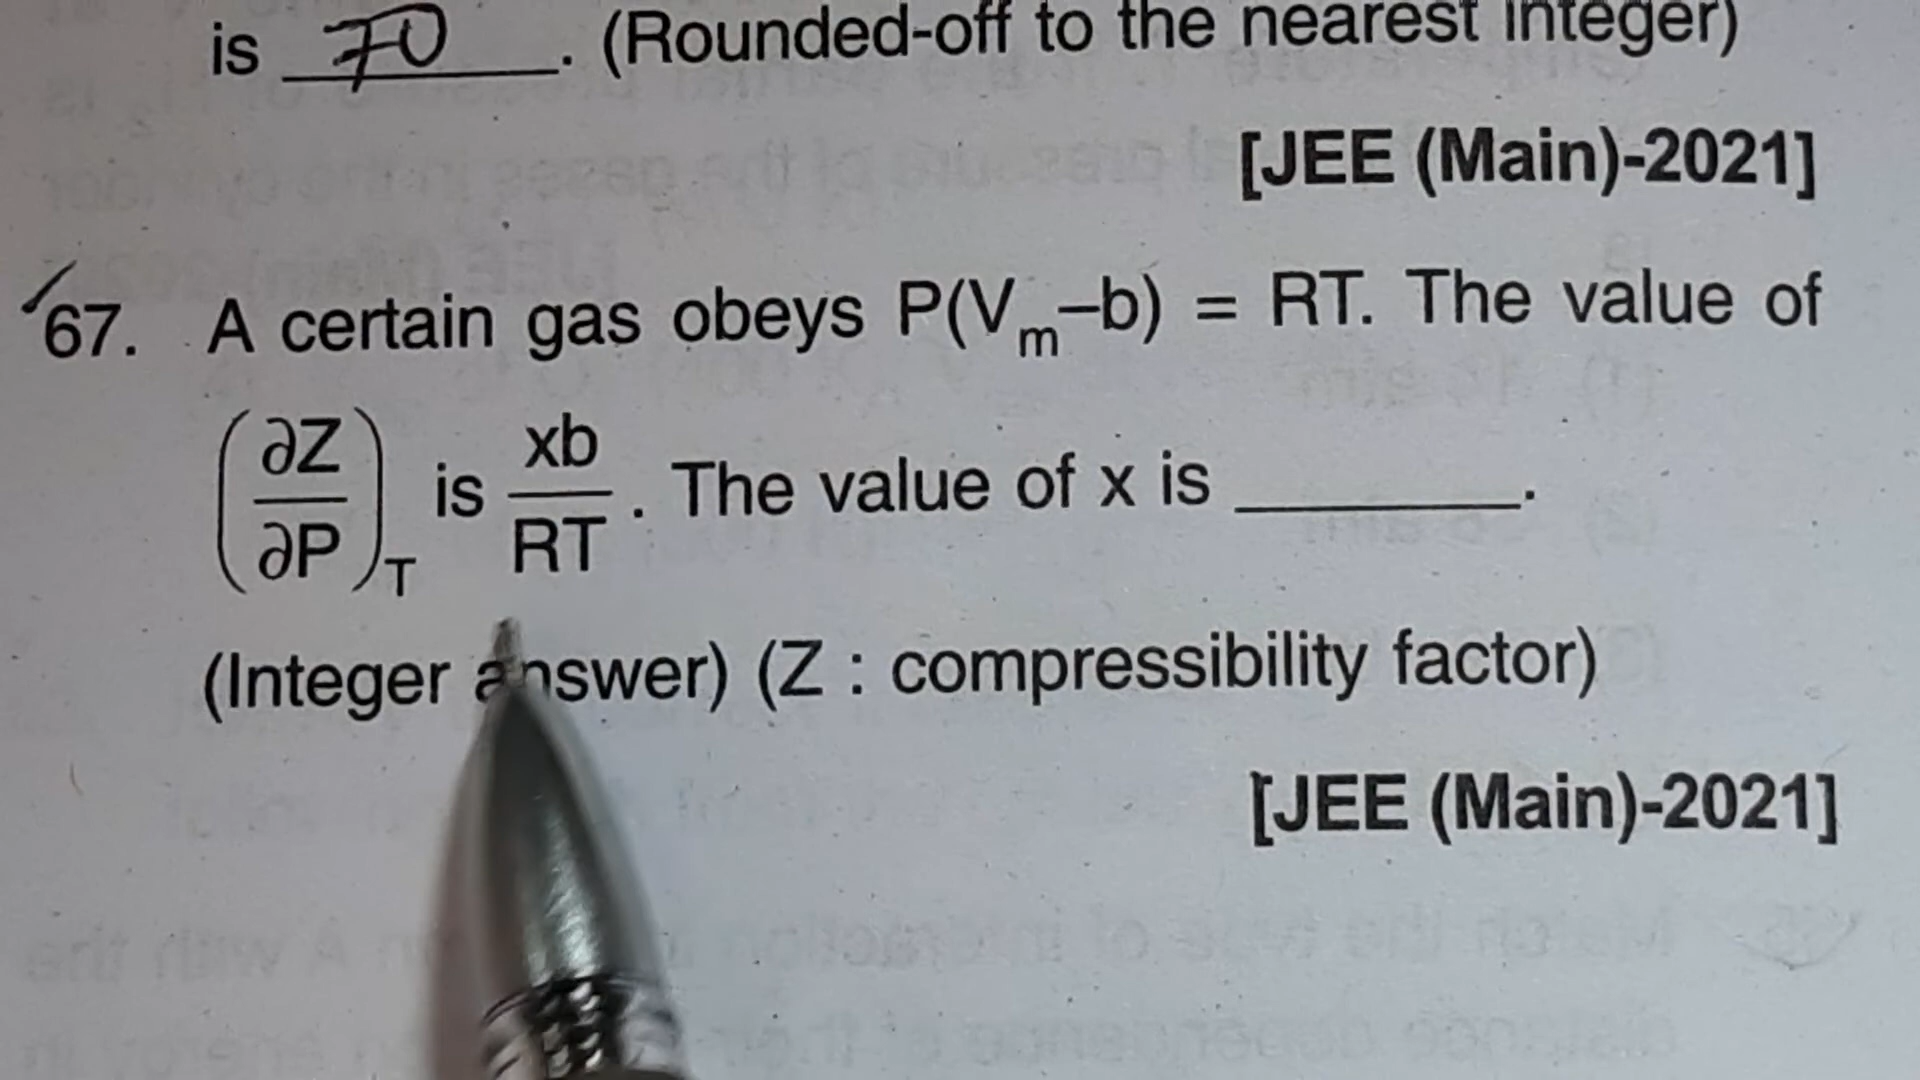 is 70 . (Rounded-off to the nearest integer)
[JEE (Main)-2021]
67. A certain gas obeys P(Vm–b) = RT. The value of
(∂Z/∂P)T is xb/RT. The value of x is ______.
(Integer answer) (Z : compressibility factor)
[JEE (Main)-2021]